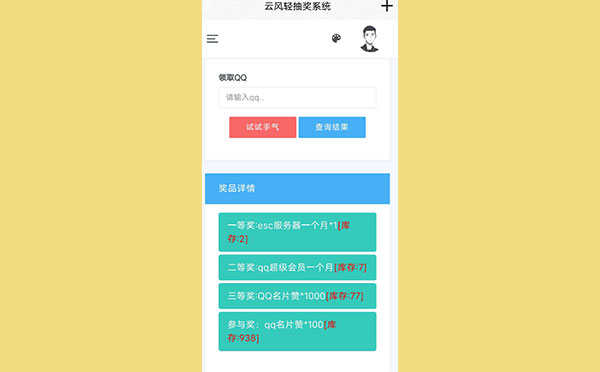 云风轻抽奖系统
领取QQ
请输入qq..
试试手气
查询结果
奖品详情
一等奖:esc服务器一个月*1[库
存:2]
二等奖:qq超级会员一个月[库存:7]
三等奖:QQ名片赞*1000[库存:77]
参与奖：qq名片赞*100[库
存:938]